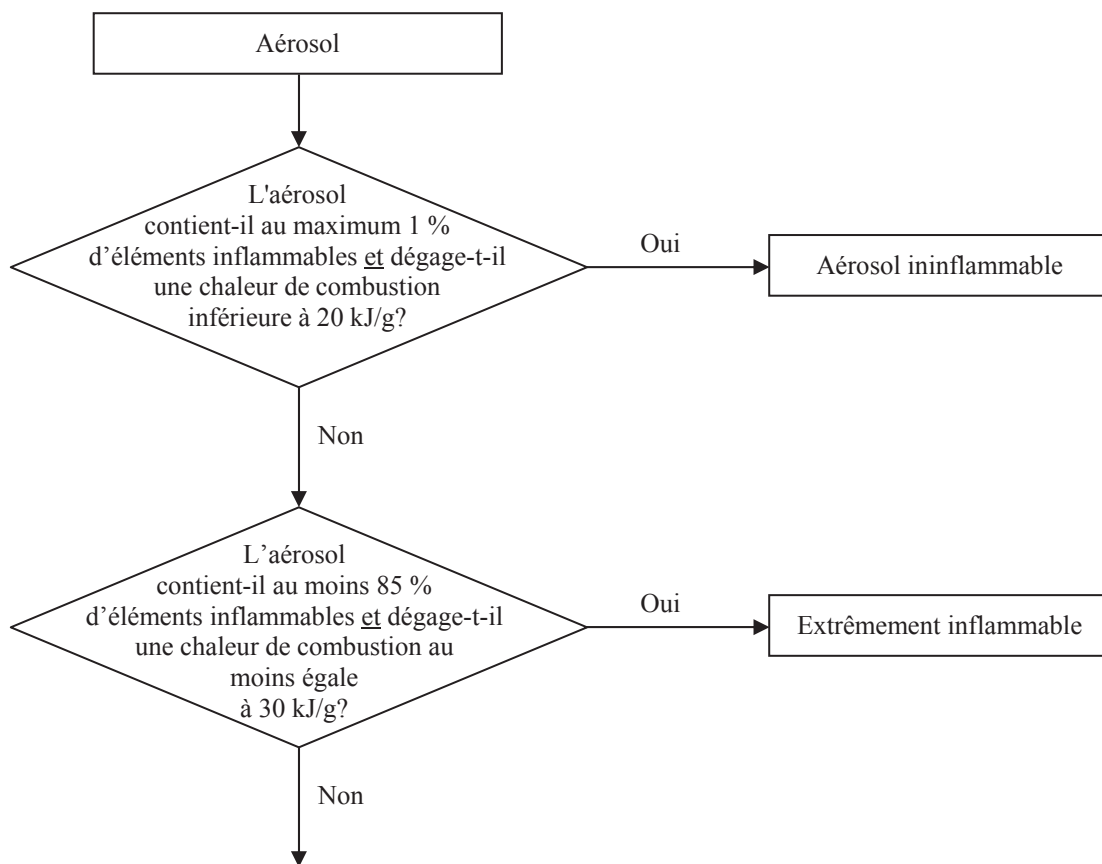 Aérosol
L'aérosol
contient-il au maximum 1 %
d’éléments inflammables et dégage-t-il
une chaleur de combustion
inférieure à 20 kJ/g?
Oui
Aérosol ininflammable
Non
L’aérosol
contient-il au moins 85 %
d’éléments inflammables et dégage-t-il
une chaleur de combustion au
moins égale
à 30 kJ/g?
Oui
Extrêmement inflammable
Non